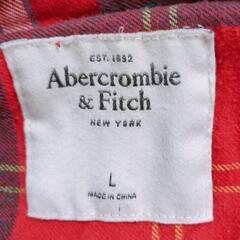 EST. 1892
Abercrombie
& Fitch
NEW YORK
L
MADE IN CHINA